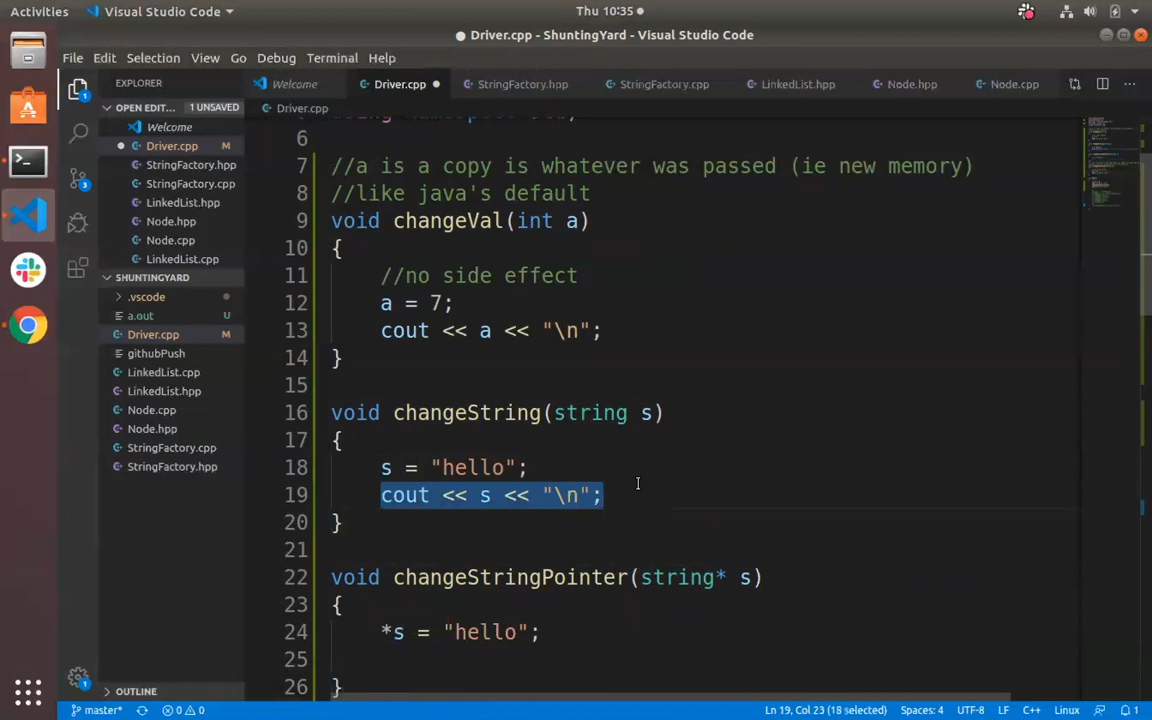 Activities Visual Studio Code Thu 10:35
Driver.cpp - ShuntingYard - Visual Studio Code
File Edit Selection View Go Debug Terminal Help
EXPLORER Welcome Driver.cpp StringFactory.hpp StringFactory.cpp LinkedList.hpp Node.hpp Node.cpp
OPEN EDIT... 1 UNSAVED
Driver.cpp
Welcome
Driver.cpp
StringFactory.hpp
StringFactory.cpp
LinkedList.hpp
Node.hpp
Node.cpp
LinkedList.cpp
SHUNTINGYARD
.vscode
a.out U
Driver.cpp M
githubPush
LinkedList.cpp
LinkedList.hpp
Node.cpp
Node.hpp
StringFactory.cpp
StringFactory.hpp
OUTLINE
1
3
1
6
7 //a is a copy is whatever was passed (ie new memory)
8 //like java's default
9 void changeVal(int a)
10 {
11 //no side effect
12 a = 7;
13 cout << a << "\n";
14 }
15
16 void changeString(string s)
17 {
18 s = "hello";
19 cout << s << "\n";
20 }
21
22 void changeStringPointer(string* s)
23 {
24 *s = "hello";
25
26 }
master* 0 0 Ln 19, Col 23 (18 selected) Spaces: 4 UTF-8 LF C++ Linux 1